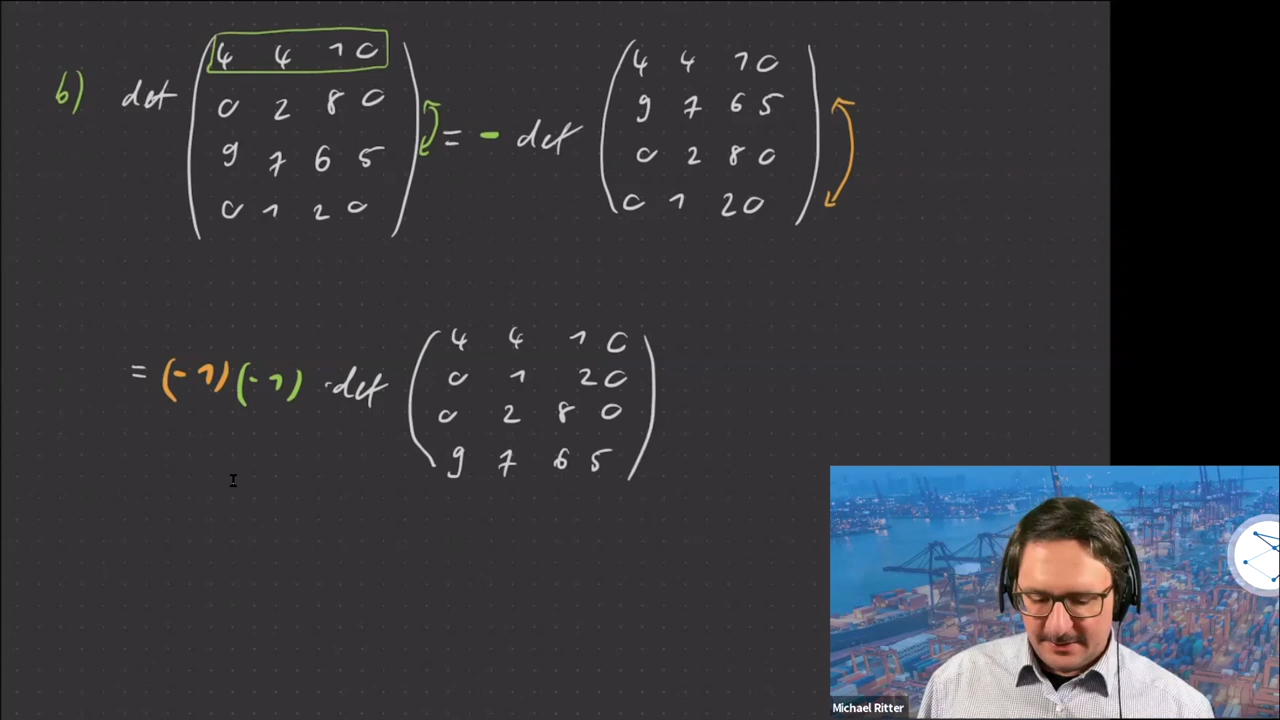 b) det ( 4 4 1 0 ; 0 2 8 0 ; 9 7 6 5 ; 0 1 2 0 ) = - det ( 4 4 1 0 ; 9 7 6 5 ; 0 2 8 0 ; 0 1 2 0 )
= (-1)(-1) · det ( 4 4 1 0 ; 0 1 2 0 ; 0 2 8 0 ; 9 7 6 5 )
Michael Ritter